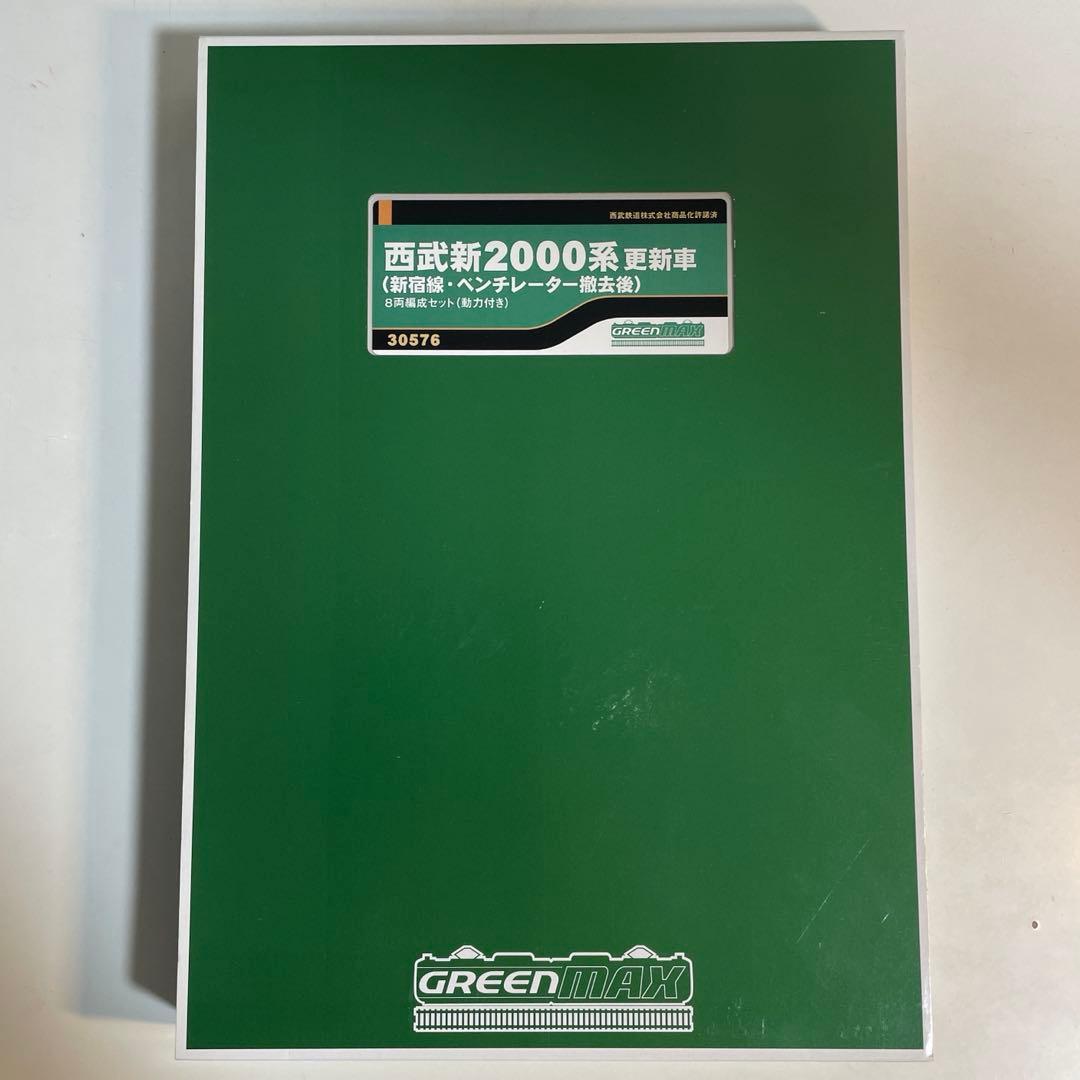 西武鉄道株式会社商品化許諾済
西武新2000系更新車
(新宿線・ベンチレーター撤去後)
8両編成セット(動力付き)
30576
GREENMAX
GREENMAX